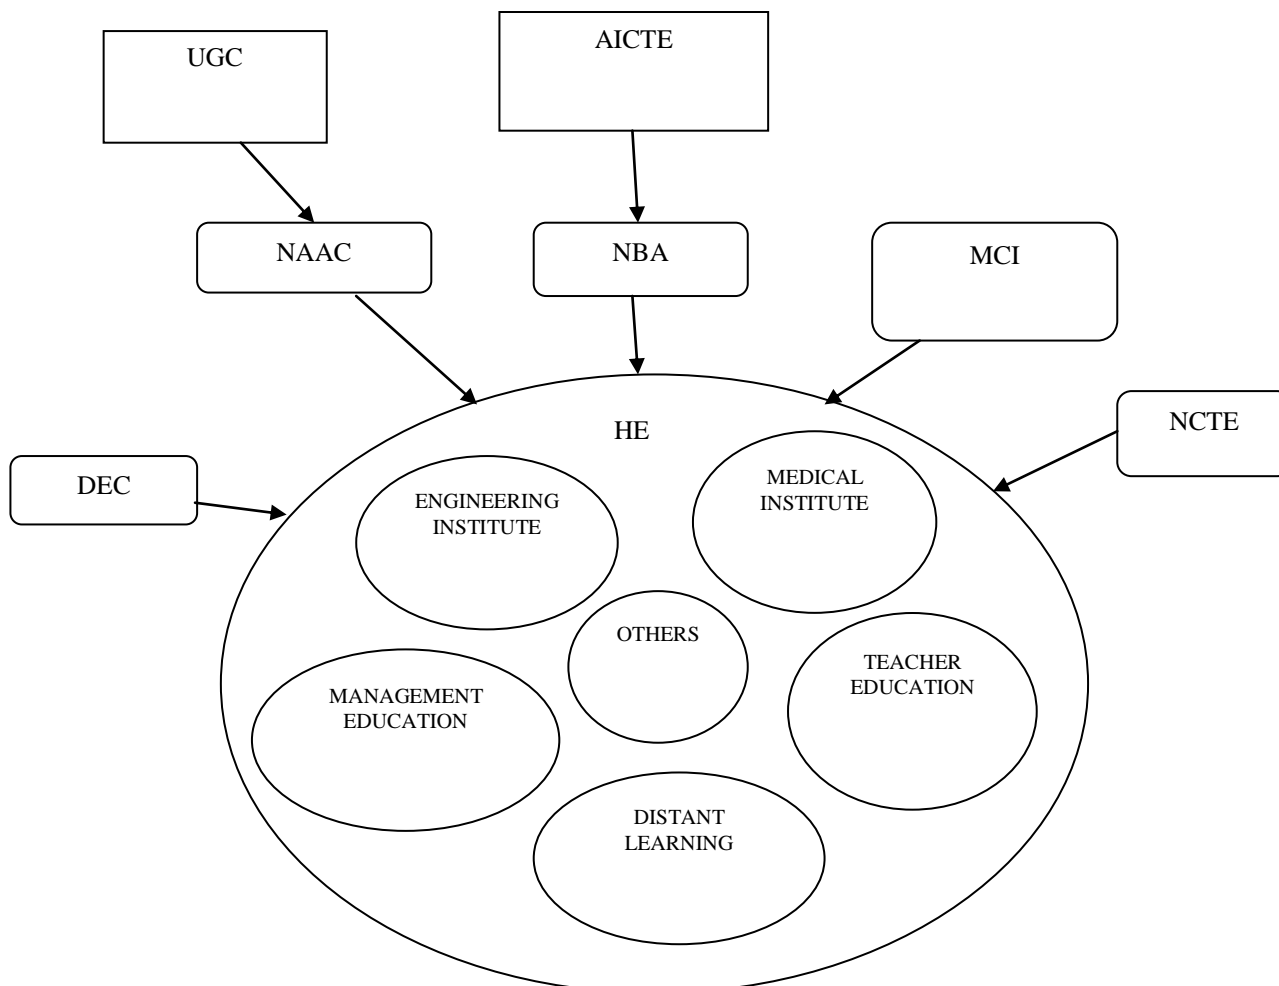 UGC
AICTE
NAAC
NBA
MCI
NCTE
HE
DEC
ENGINEERING
INSTITUTE
MEDICAL
INSTITUTE
OTHERS
TEACHER
EDUCATION
MANAGEMENT
EDUCATION
DISTANT
LEARNING